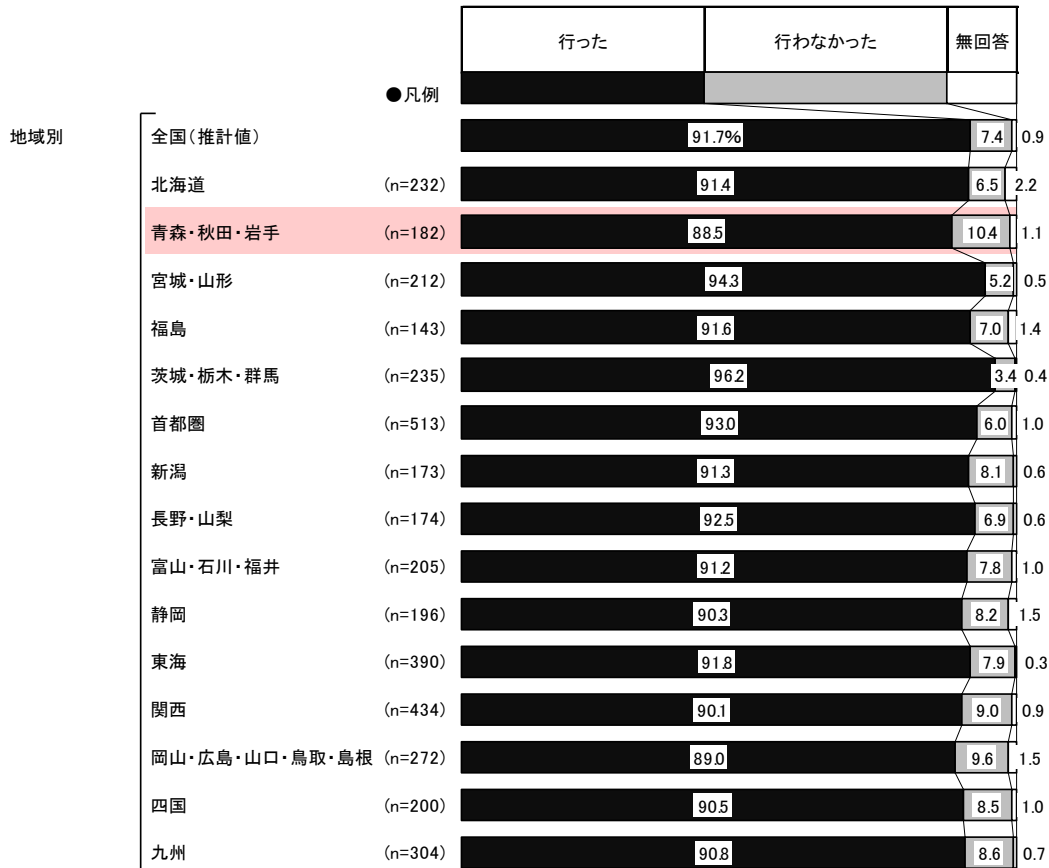 行った 行わなかった 無回答
●凡例
地域別 全国(推計値) 91.7% 7.4 0.9
北海道 (n=232) 91.4 6.5 2.2
青森・秋田・岩手 (n=182) 88.5 10.4 1.1
宮城・山形 (n=212) 94.3 5.2 0.5
福島 (n=143) 91.6 7.0 1.4
茨城・栃木・群馬 (n=235) 96.2 3.4 0.4
首都圏 (n=513) 93.0 6.0 1.0
新潟 (n=173) 91.3 8.1 0.6
長野・山梨 (n=174) 92.5 6.9 0.6
富山・石川・福井 (n=205) 91.2 7.8 1.0
静岡 (n=196) 90.3 8.2 1.5
東海 (n=390) 91.8 7.9 0.3
関西 (n=434) 90.1 9.0 0.9
岡山・広島・山口・鳥取・島根 (n=272) 89.0 9.6 1.5
四国 (n=200) 90.5 8.5 1.0
九州 (n=304) 90.8 8.6 0.7